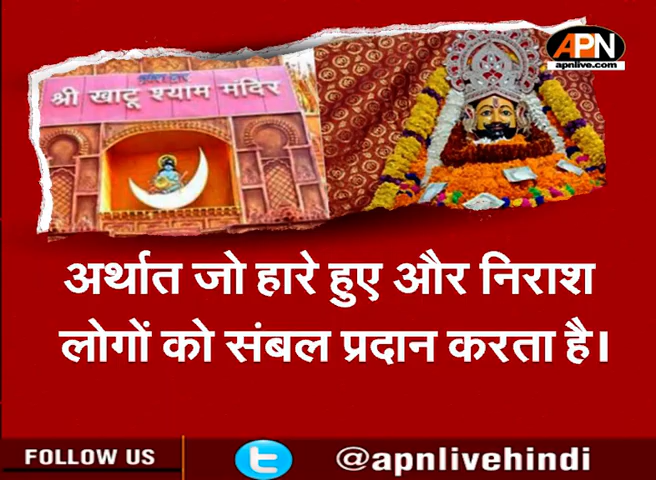 APN
apnlive.com
श्री खाटू श्याम मंदिर
अर्थात जो हारे हुए और निराश
लोगों को संबल प्रदान करता है।
FOLLOW US
@apnlivehindi